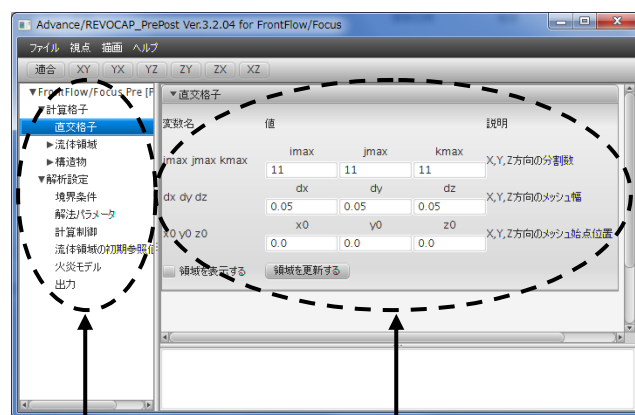 Advance/REVOCAP_PrePost Ver.3.2.04 for FrontFlow/Focus
ファイル 視点 描画 ヘルプ
適合 XY YX YZ ZY ZX XZ
▼FrontFlow/Focus Pre [F
▼計算格子
直交格子
▶流体領域
▶構造物
▼解析設定
境界条件
解法パラメータ
計算制御
流体領域の初期参照値
火炎モデル
出力
▼直交格子
変数名 値 説明
imax jmax kmax
imax jmax kmax X,Y,Z方向の分割数
11 11 11
dx dy dz
dx dy dz X,Y,Z方向のメッシュ幅
0.05 0.05 0.05
x0 y0 z0
x0 y0 z0 X,Y,Z方向のメッシュ始点位置
0.0 0.0 0.0
領域を表示する 領域を更新する